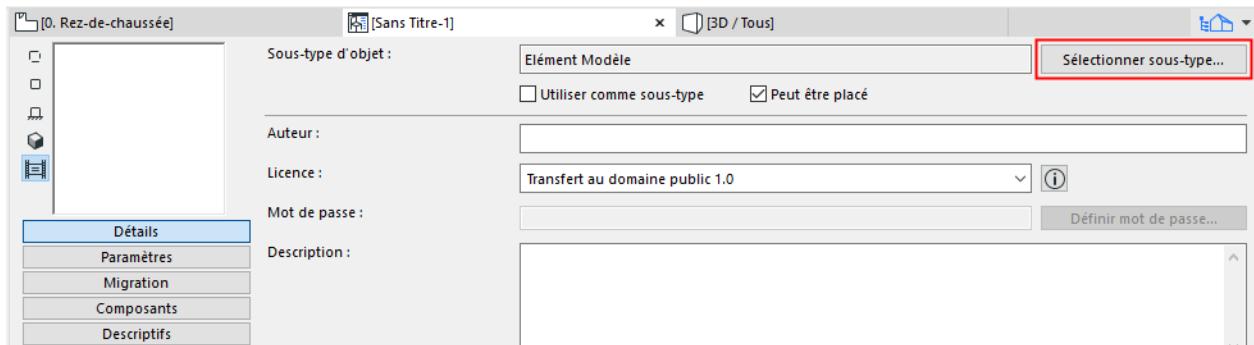 [0. Rez-de-chaussée] [Sans Titre-1] [3D / Tous]
Sous-type d'objet : Elément Modèle Sélectionner sous-type...
Utiliser comme sous-type Peut être placé
Auteur :
Licence : Transfert au domaine public 1.0
Mot de passe : Définir mot de passe...
Description :
Détails
Paramètres
Migration
Composants
Descriptifs